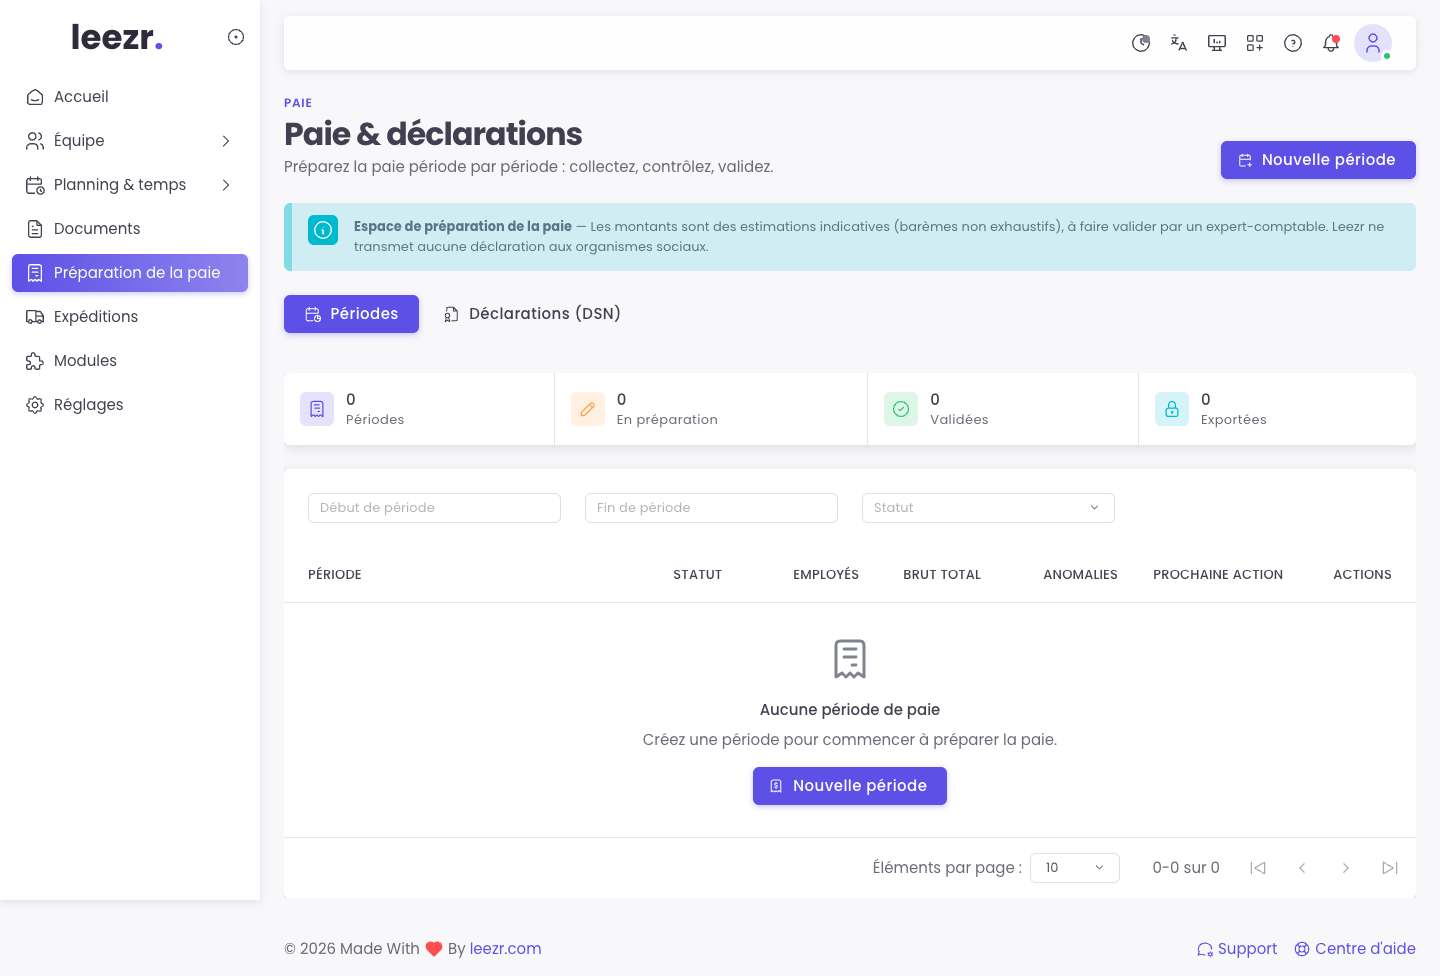 leezr.
Accueil
Équipe
Planning & temps
Documents
Préparation de la paie
Expéditions
Modules
Réglages
PAIE
Paie & déclarations
Préparez la paie période par période : collectez, contrôlez, validez.
Nouvelle période
Espace de préparation de la paie — Les montants sont des estimations indicatives (barèmes non exhaustifs), à faire valider par un expert-comptable. Leezr ne
transmet aucune déclaration aux organismes sociaux.
Périodes
Déclarations (DSN)
0
Périodes
0
En préparation
0
Validées
0
Exportées
Début de période
Fin de période
Statut
PÉRIODE STATUT EMPLOYÉS BRUT TOTAL ANOMALIES PROCHAINE ACTION ACTIONS
Aucune période de paie
Créez une période pour commencer à préparer la paie.
Nouvelle période
Éléments par page : 10 0-0 sur 0
© 2026 Made With By leezr.com
Support
Centre d'aide